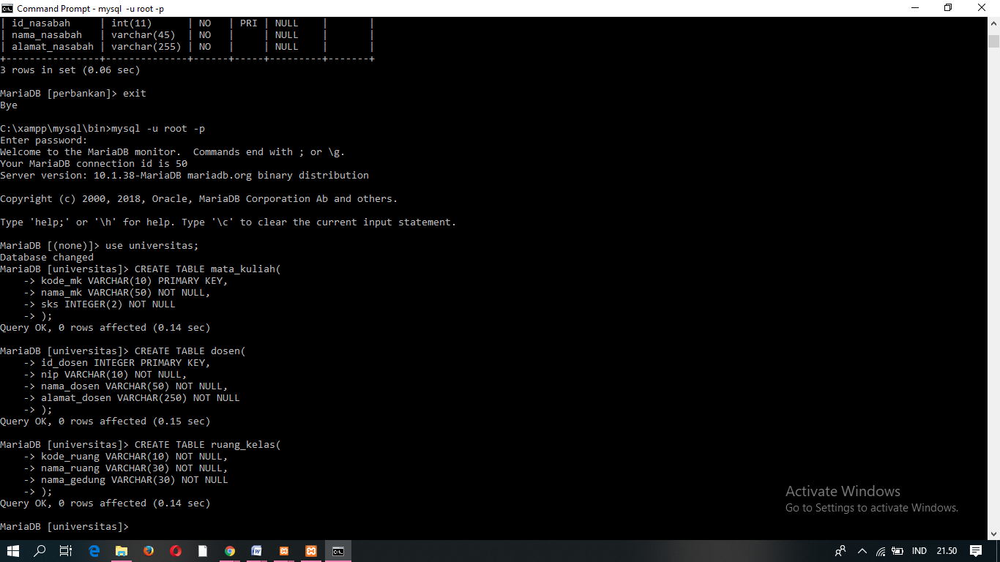 Command Prompt - mysql  -u root -p
| id_nasabah     | int(11)      | NO   | PRI | NULL    |       |
| nama_nasabah   | varchar(45)  | NO   |     | NULL    |       |
| alamat_nasabah | varchar(255) | NO   |     | NULL    |       |
+----------------+--------------+------+-----+---------+-------+
3 rows in set (0.06 sec)
MariaDB [perbankan]> exit
Bye
C:\xampp\mysql\bin>mysql -u root -p
Enter password:
Welcome to the MariaDB monitor.  Commands end with ; or \g.
Your MariaDB connection id is 50
Server version: 10.1.38-MariaDB mariadb.org binary distribution
Copyright (c) 2000, 2018, Oracle, MariaDB Corporation Ab and others.
Type 'help;' or '\h' for help. Type '\c' to clear the current input statement.
MariaDB [(none)]> use universitas;
Database changed
MariaDB [universitas]> CREATE TABLE mata_kuliah(
    -> kode_mk VARCHAR(10) PRIMARY KEY,
    -> nama_mk VARCHAR(50) NOT NULL,
    -> sks INTEGER(2) NOT NULL
    -> );
Query OK, 0 rows affected (0.14 sec)
MariaDB [universitas]> CREATE TABLE dosen(
    -> id_dosen INTEGER PRIMARY KEY,
    -> nip VARCHAR(10) NOT NULL,
    -> nama_dosen VARCHAR(50) NOT NULL,
    -> alamat_dosen VARCHAR(250) NOT NULL
    -> );
Query OK, 0 rows affected (0.15 sec)
MariaDB [universitas]> CREATE TABLE ruang_kelas(
    -> kode_ruang VARCHAR(10) NOT NULL,
    -> nama_ruang VARCHAR(30) NOT NULL,
    -> nama_gedung VARCHAR(30) NOT NULL
    -> );
Query OK, 0 rows affected (0.14 sec)
MariaDB [universitas]>
Activate Windows
Go to Settings to activate Windows.
IND 21.50